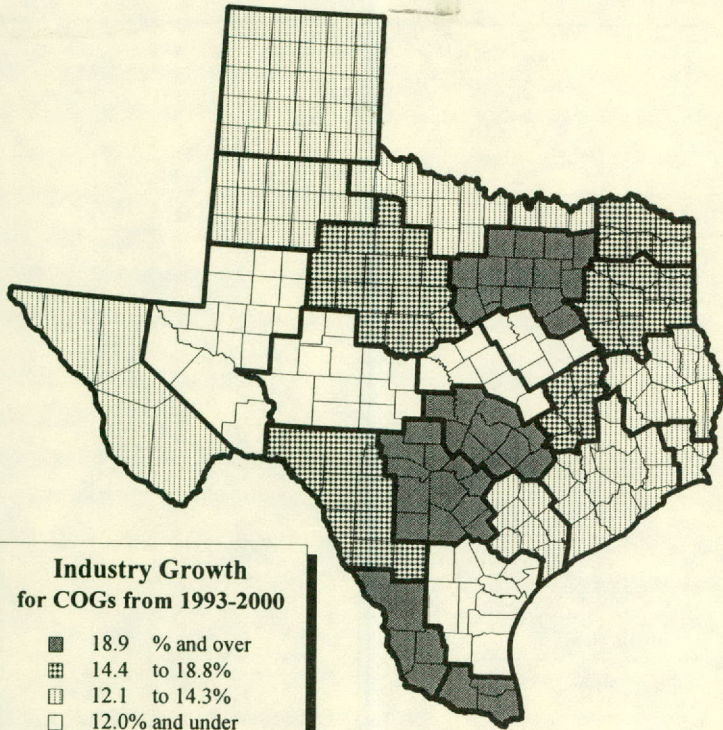 Industry Growth
for COGs from 1993-2000
18.9 % and over
14.4 to 18.8%
12.1 to 14.3%
12.0% and under